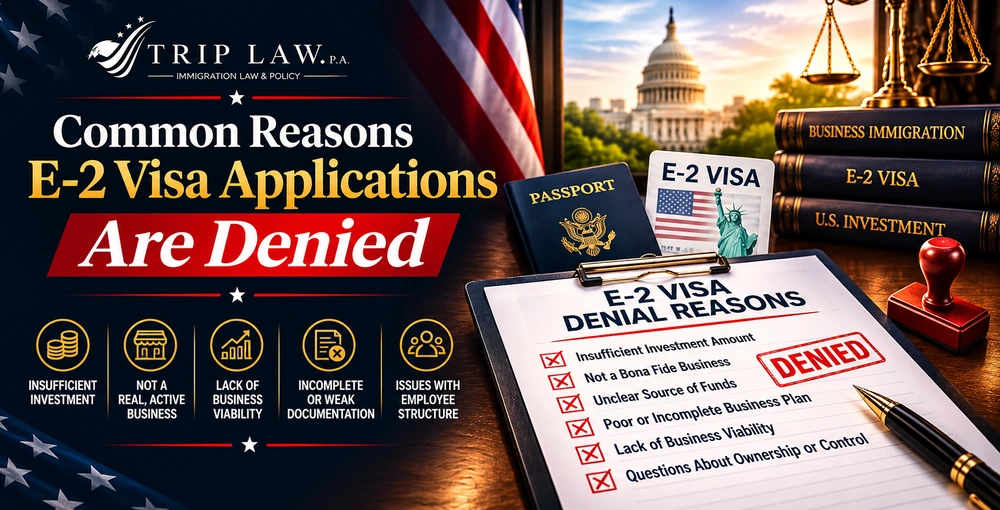 TRIP LAW, P.A.
IMMIGRATION LAW & POLICY
Common Reasons
E-2 Visa Applications
Are Denied
INSUFFICIENT
INVESTMENT
NOT A
REAL, ACTIVE
BUSINESS
LACK OF
BUSINESS
VIABILITY
INCOMPLETE
OR WEAK
DOCUMENTATION
ISSUES WITH
EMPLOYEE
STRUCTURE
PASSPORT
E-2 VISA
BUSINESS IMMIGRATION
E-2 VISA
U.S. INVESTMENT
E-2 VISA
DENIAL REASONS
Insufficient Investment Amount
Not a Bona Fide Business
Unclear Source of Funds
Poor or Incomplete Business Plan
Lack of Business Viability
Questions About Ownership or Control
DENIED